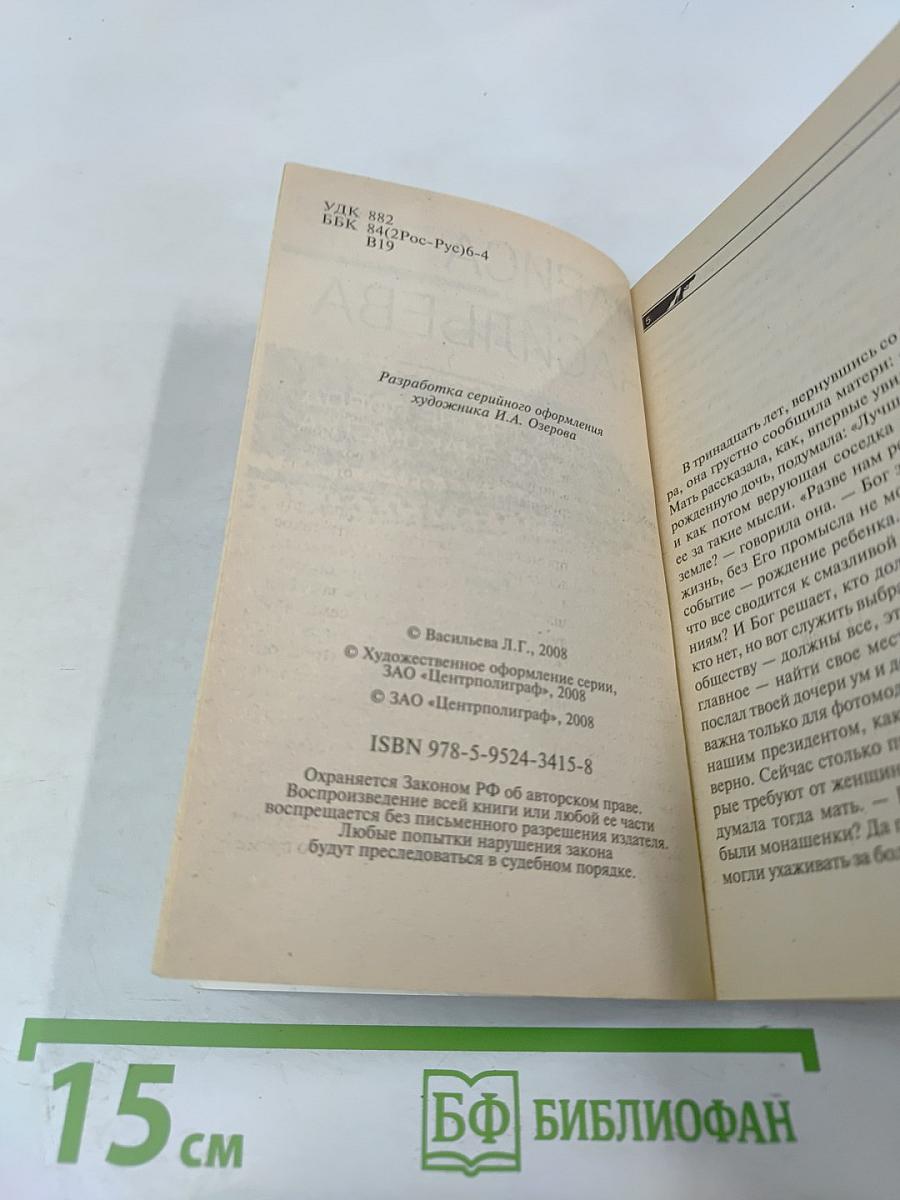 УДК 882
ББК 84(2Рос-Рус)6-4
В19
Разработка серийного оформления
художника И.А. Озерова
© Васильева Л.Г., 2008
© Художественное оформление серии,
ЗАО «Центрполиграф», 2008
© ЗАО «Центрполиграф», 2008
ISBN 978-5-9524-3415-8
Охраняется Законом РФ об авторском праве.
Воспроизведение всей книги или любой ее части
воспрещается без письменного разрешения издателя.
Любые попытки нарушения закона
будут преследоваться в судебном порядке.
5
В тринадцать лет, вернувшись со
ра, она грустно сообщила матери:
Мать рассказала, как, впервые уви
рожденную дочь, подумала: «Лучш
и как потом верующая соседка
ее за такие мысли. «Разве нам ре
земле? — говорила она. — Бог з
жизнь, без Его промысла не мо
событие — рождение ребенка.
что все сводится к смазливой
ниям? И Бог решает, кто дол
кто нет, но вот служить выбра
обществу — должны все, эт
главное — найти свое мест
послал твоей дочери ум и д
важна только для фотомод
нашим президентом, как
верно. Сейчас столько п
рые требуют от женщин
думала тогда мать. —
были монашенки? Да п
могли ухаживать за бол
15 см
БФ БИБЛИОФАН